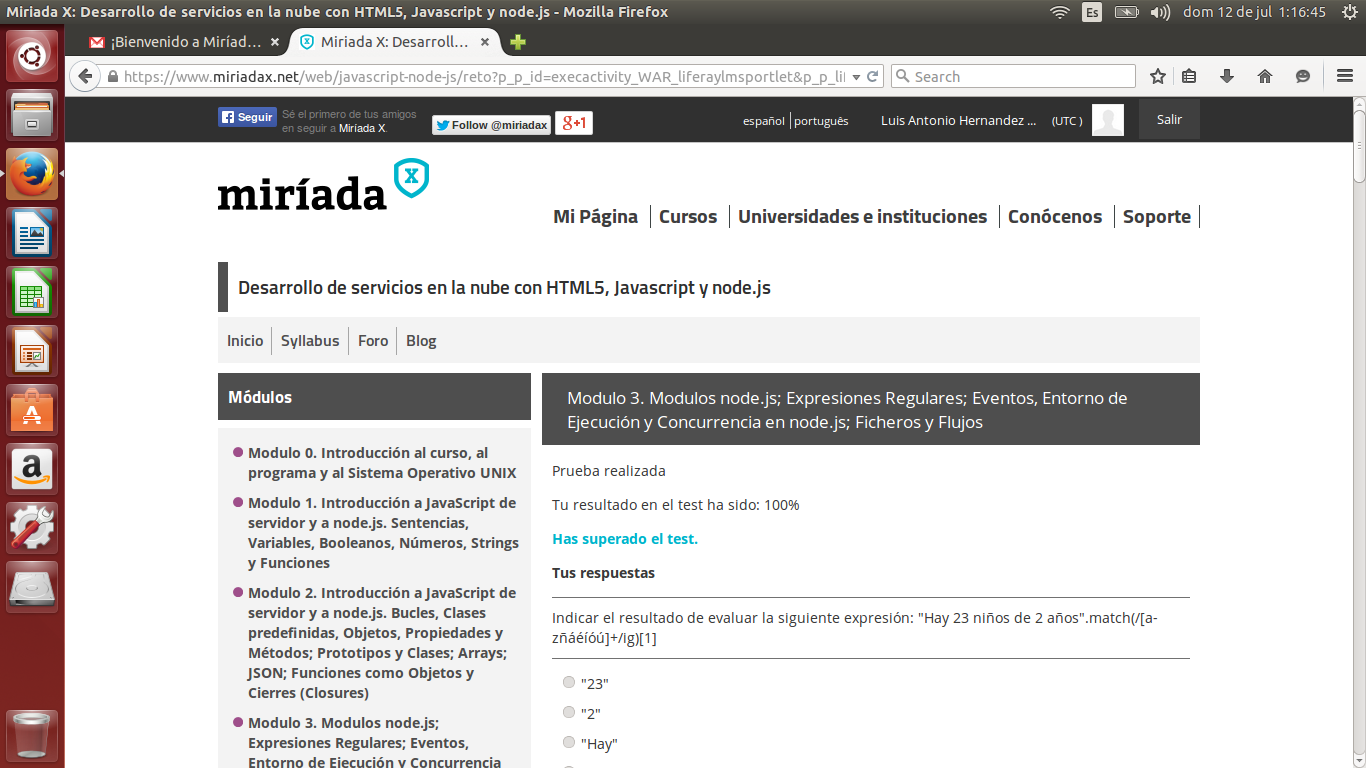 Miriada X: Desarrollo de servicios en la nube con HTML5, Javascript y node.js - Mozilla Firefox
Es
dom 12 de jul 1:16:45
¡Bienvenido a Miríad... ×
Miriada X: Desarroll... ×
https://www.miriadax.net/web/javascript-node-js/reto?p_p_id=execactivity_WAR_liferaylmsportlet&p_p_li
Search
Seguir
Sé el primero de tus amigos
en seguir a Miríada X.
Follow @miriadax
g+1
español | português
Luis Antonio Hernandez ...
(UTC )
Salir
miríada X
Mi Página
Cursos
Universidades e instituciones
Conócenos
Soporte
Desarrollo de servicios en la nube con HTML5, Javascript y node.js
Inicio
Syllabus
Foro
Blog
Módulos
Modulo 0. Introducción al curso, al
programa y al Sistema Operativo UNIX
Modulo 1. Introducción a JavaScript de
servidor y a node.js. Sentencias,
Variables, Booleanos, Números, Strings
y Funciones
Modulo 2. Introducción a JavaScript de
servidor y a node.js. Bucles, Clases
predefinidas, Objetos, Propiedades y
Métodos; Prototipos y Clases; Arrays;
JSON; Funciones como Objetos y
Cierres (Closures)
Modulo 3. Modulos node.js;
Expresiones Regulares; Eventos,
Entorno de Ejecución y Concurrencia
Modulo 3. Modulos node.js; Expresiones Regulares; Eventos, Entorno de
Ejecución y Concurrencia en node.js; Ficheros y Flujos
Prueba realizada
Tu resultado en el test ha sido: 100%
Has superado el test.
Tus respuestas
Indicar el resultado de evaluar la siguiente expresión: "Hay 23 niños de 2 años".match(/[a-
zñáéíóú]+/ig)[1]
"23"
"2"
"Hay"